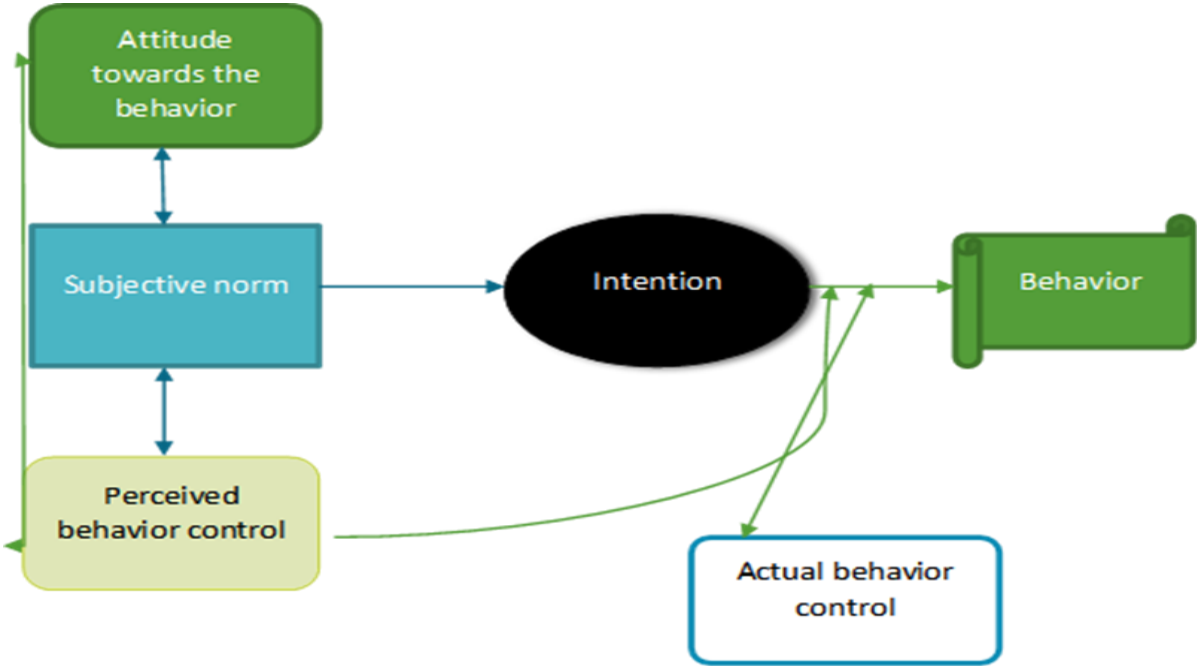 Attitude
towards the
behavior
Subjective norm
Intention
Behavior
Perceived
behavior control
Actual behavior
control